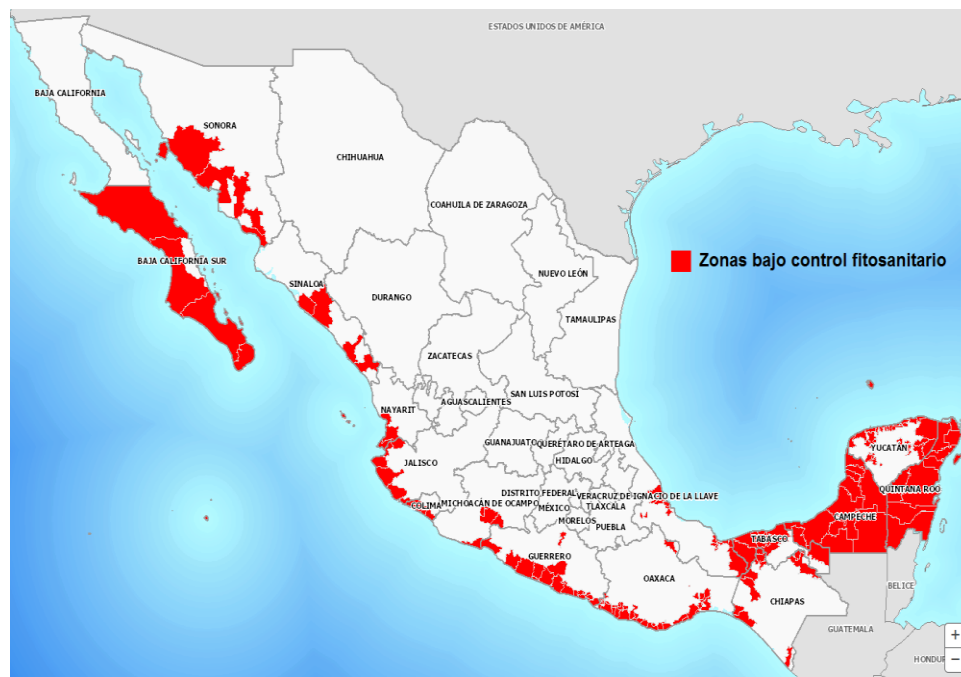 ESTADOS UNIDOS DE AMÉRICA
BAJA CALIFORNIA
SONORA
CHIHUAHUA
COAHUILA DE ZARAGOZA
Zonas bajo control fitosanitario
BAJA CALIFORNIA SUR
NUEVO LEÓN
SINALOA
DURANGO
TAMAULIPAS
ZACATECAS
SAN LUIS POTOSÍ
AGUASCALIENTES
NAYARIT
GUANAJUATO
QUERÉTARO DE ARTEAGA
YUCATÁN
JALISCO
HIDALGO
QUINTANA ROO
DISTRITO FEDERAL
VERACRUZ DE IGNACIO DE LA LLAVE
COLIMA
MICHOACÁN DE OCAMPO
MÉXICO
TLAXCALA
CAMPECHE
MORELOS
PUEBLA
TABASCO
GUERRERO
OAXACA
BELICE
CHIAPAS
GUATEMALA
+
HONDUR
−